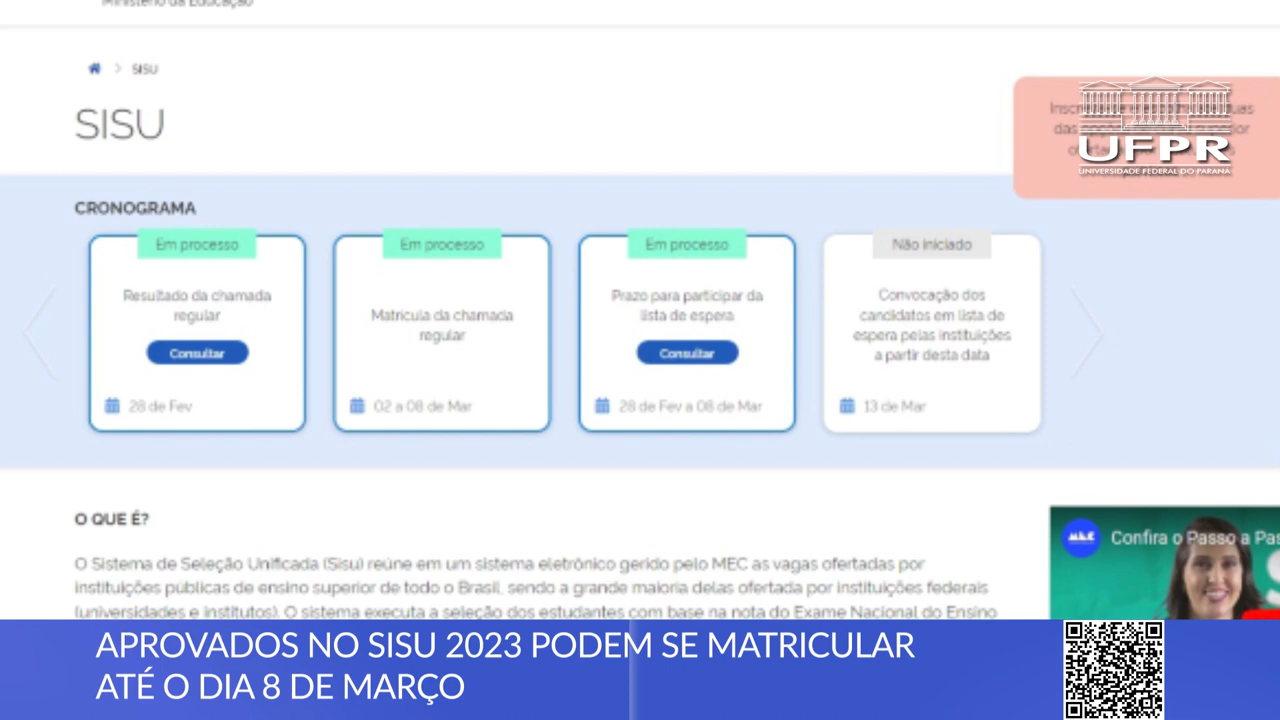 Ministério da Educação
SISU
SISU
UFPR
UNIVERSIDADE FEDERAL DO PARANÁ
CRONOGRAMA
Em processo
Resultado da chamada
regular
Consultar
28 de Fev
Em processo
Matrícula da chamada
regular
02 a 08 de Mar
Em processo
Prazo para participar da
lista de espera
Consultar
28 de Fev a 08 de Mar
Não iniciado
Convocação dos
candidatos em lista de
espera pelas instituições
a partir desta data
13 de Mar
O QUE É?
O Sistema de Seleção Unificada (Sisu) reúne em um sistema eletrônico gerido pelo MEC as vagas ofertadas por
instituições públicas de ensino superior de todo o Brasil, sendo a grande maioria delas ofertada por instituições federais
(universidades e institutos). O sistema executa a seleção dos estudantes com base na nota do Exame Nacional do Ensino
MEC
Confira o Passo a Pas
APROVADOS NO SISU 2023 PODEM SE MATRICULAR
ATÉ O DIA 8 DE MARÇO